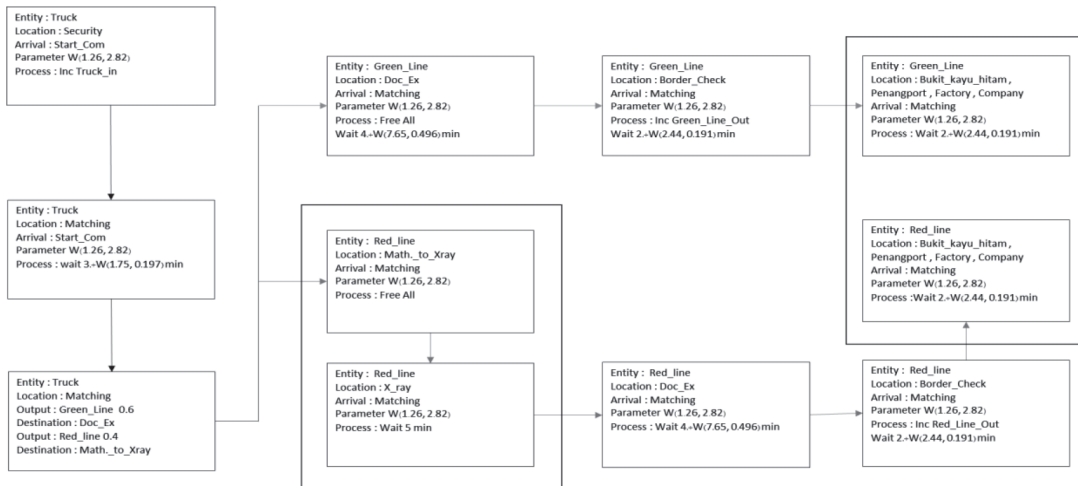 Entity : Truck
Location : Security
Arrival : Start_Com
Parameter W(1.26, 2.82)
Process : Inc Truck_in
Entity : Truck
Location : Matching
Arrival : Start_Com
Parameter W(1.26, 2.82)
Process : wait 3.+W(1.75, 0.197)min
Entity : Truck
Location : Matching
Output : Green_Line 0.6
Destination : Doc_Ex
Output : Red_line 0.4
Destination : Math._to_Xray
Entity : Green_Line
Location : Doc_Ex
Arrival : Matching
Parameter W(1.26, 2.82)
Process : Free All
Wait 4.+W(7.65, 0.496)min
Entity : Green_Line
Location : Border_Check
Arrival : Matching
Parameter W(1.26, 2.82)
Process : Inc Green_Line_Out
Wait 2.+W(2.44, 0.191)min
Entity : Green_Line
Location : Bukit_kayu_hitam ,
Penangport , Factory , Company
Arrival : Matching
Parameter W(1.26, 2.82)
Process : Wait 2.+W(2.44, 0.191)min
Entity : Red_line
Location : Math._to_Xray
Arrival : Matching
Parameter W(1.26, 2.82)
Process : Free All
Entity : Red_line
Location : X_ray
Arrival : Matching
Parameter W(1.26, 2.82)
Process : Wait 5 min
Entity : Red_line
Location : Doc_Ex
Arrival : Matching
Parameter W(1.26, 2.82)
Process : Wait 4.+W(7.65, 0.496)min
Entity : Red_line
Location : Border_Check
Arrival : Matching
Parameter W(1.26, 2.82)
Process : Inc Red_Line_Out
Wait 2.+W(2.44, 0.191)min
Entity : Red_line
Location : Bukit_kayu_hitam ,
Penangport , Factory , Company
Arrival : Matching
Parameter W(1.26, 2.82)
Process :Wait 2.+W(2.44, 0.191)min